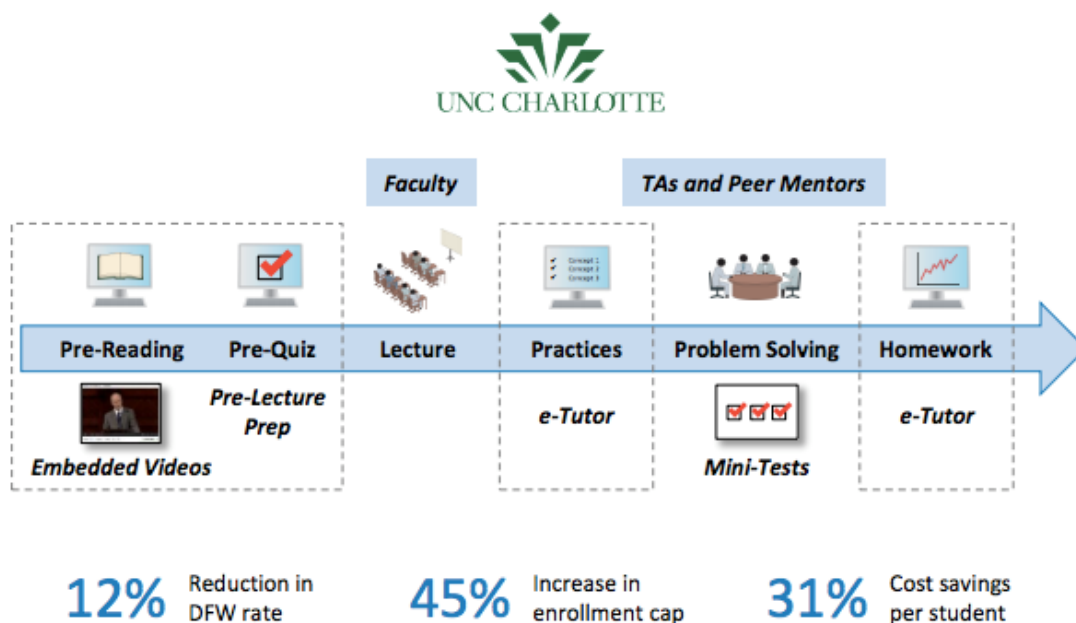 UNC CHARLOTTE
Faculty
TAs and Peer Mentors
Concept 1
Concept 2
Concept 3
Pre-Reading
Pre-Quiz
Lecture
Practices
Problem Solving
Homework
Embedded Videos
Pre-Lecture
Prep
e-Tutor
Mini-Tests
e-Tutor
12%
Reduction in
DFW rate
45%
Increase in
enrollment cap
31%
Cost savings
per student